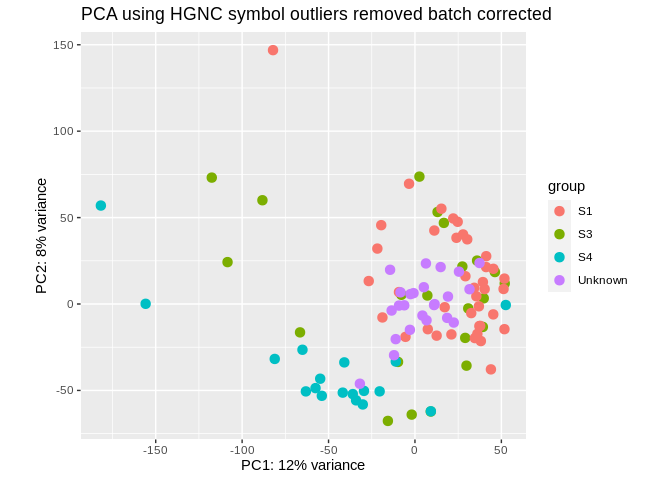 PCA using HGNC symbol outliers removed batch corrected
150
100
50
0
-50
PC2: 8% variance
-150
-100
-50
0
50
PC1: 12% variance
group
S1
S3
S4
Unknown